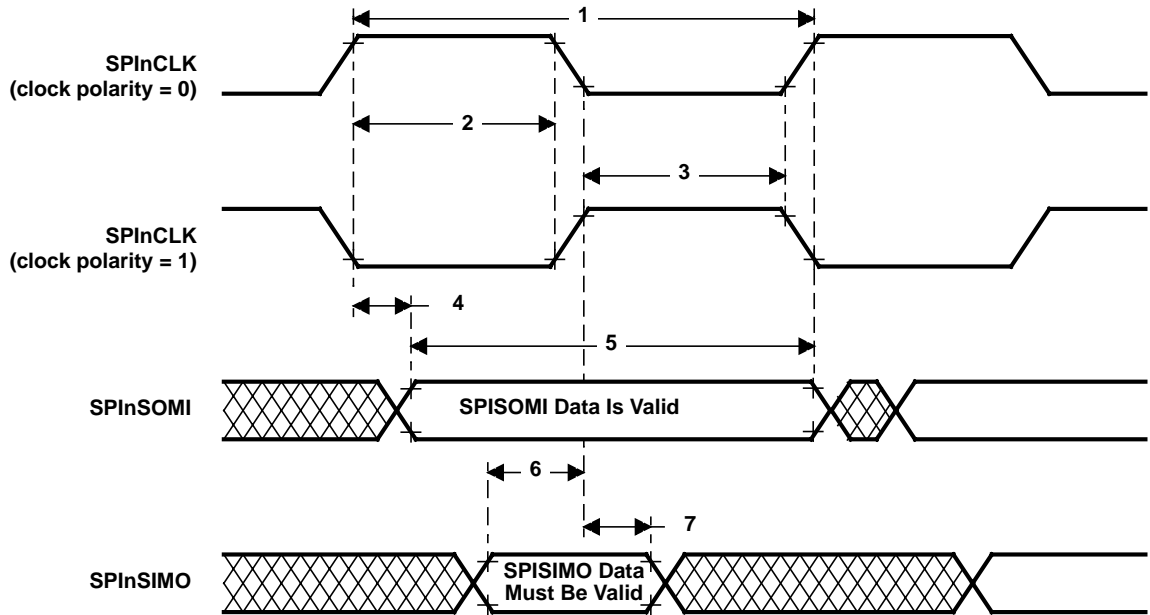 1
SPInCLK
(clock polarity = 0)
2
3
SPInCLK
(clock polarity = 1)
4
5
SPInSOMI
SPISOMI Data Is Valid
6
7
SPInSIMO
SPISIMO Data
Must Be Valid